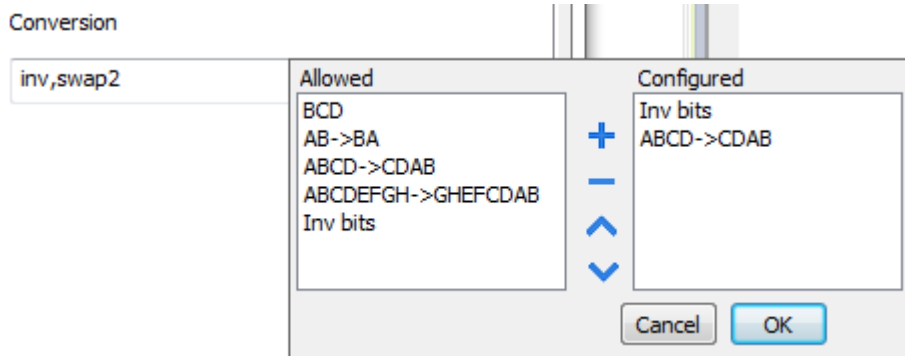 Conversion
inv,swap2
Allowed
BCD
AB->BA
ABCD->CDAB
ABCDEFGH->GHEFCDAB
Inv bits
Configured
Inv bits
ABCD->CDAB
Cancel
OK